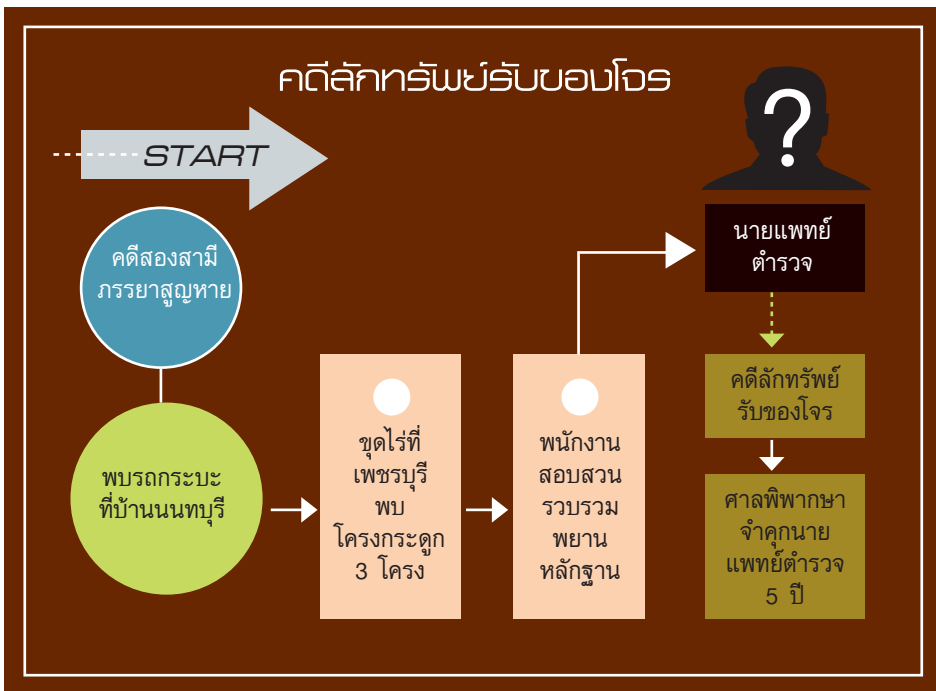 คดีลักทรัพย์รับของโจร
START
?
คดีสองสามี
ภรรยาสูญหาย
พบรถกระบะ
ที่บ้านนนทบุรี
ขุดไร่ที่
เพชรบุรี
พบ
โครงกระดูก
3 โครง
พนักงาน
สอบสวน
รวบรวม
พยาน
หลักฐาน
นายแพทย์
ตำรวจ
คดีลักทรัพย์
รับของโจร
ศาลพิพากษา
จำคุกนาย
แพทย์ตำรวจ
5 ปี